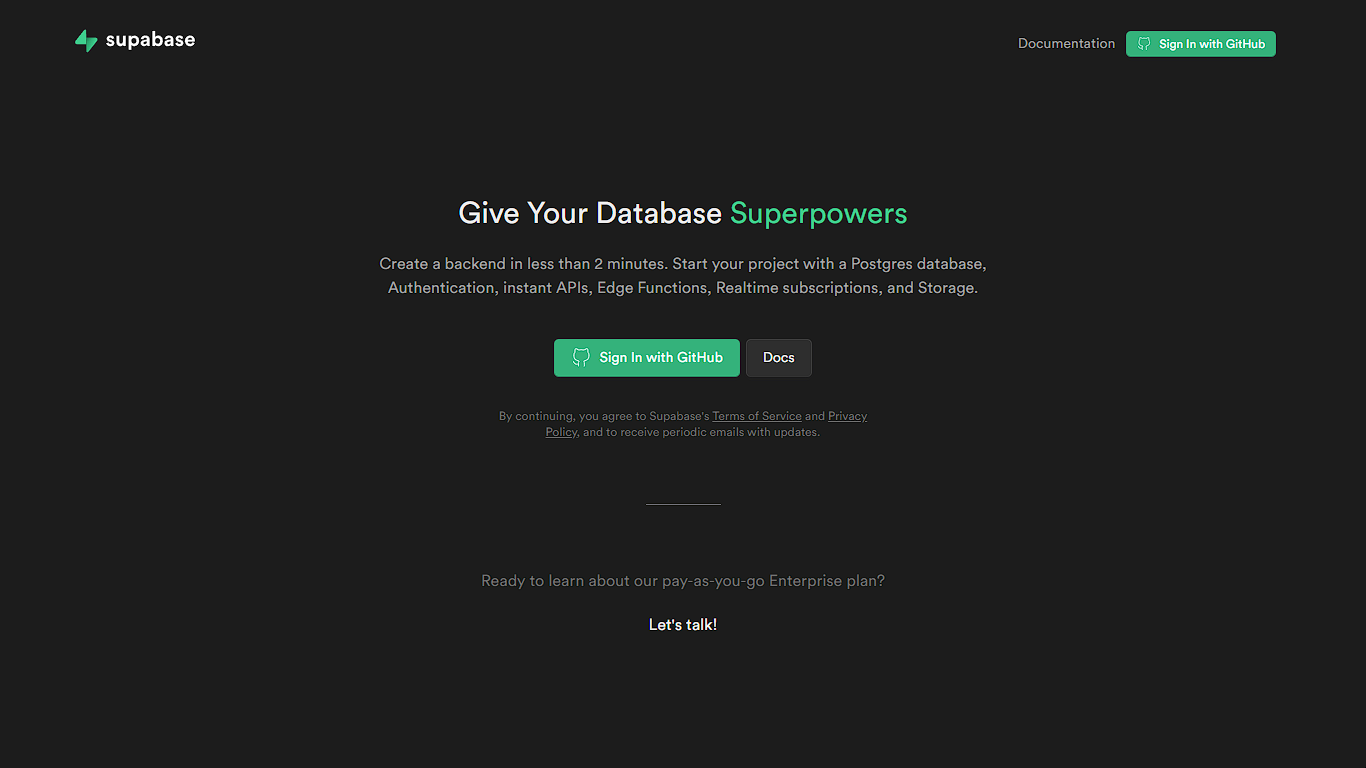 supabase
Documentation
Sign In with GitHub
Give Your Database Superpowers
Create a backend in less than 2 minutes. Start your project with a Postgres database,
Authentication, instant APIs, Edge Functions, Realtime subscriptions, and Storage.
Sign In with GitHub
Docs
By continuing, you agree to Supabase's Terms of Service and Privacy
Policy, and to receive periodic emails with updates.
Ready to learn about our pay-as-you-go Enterprise plan?
Let's talk!